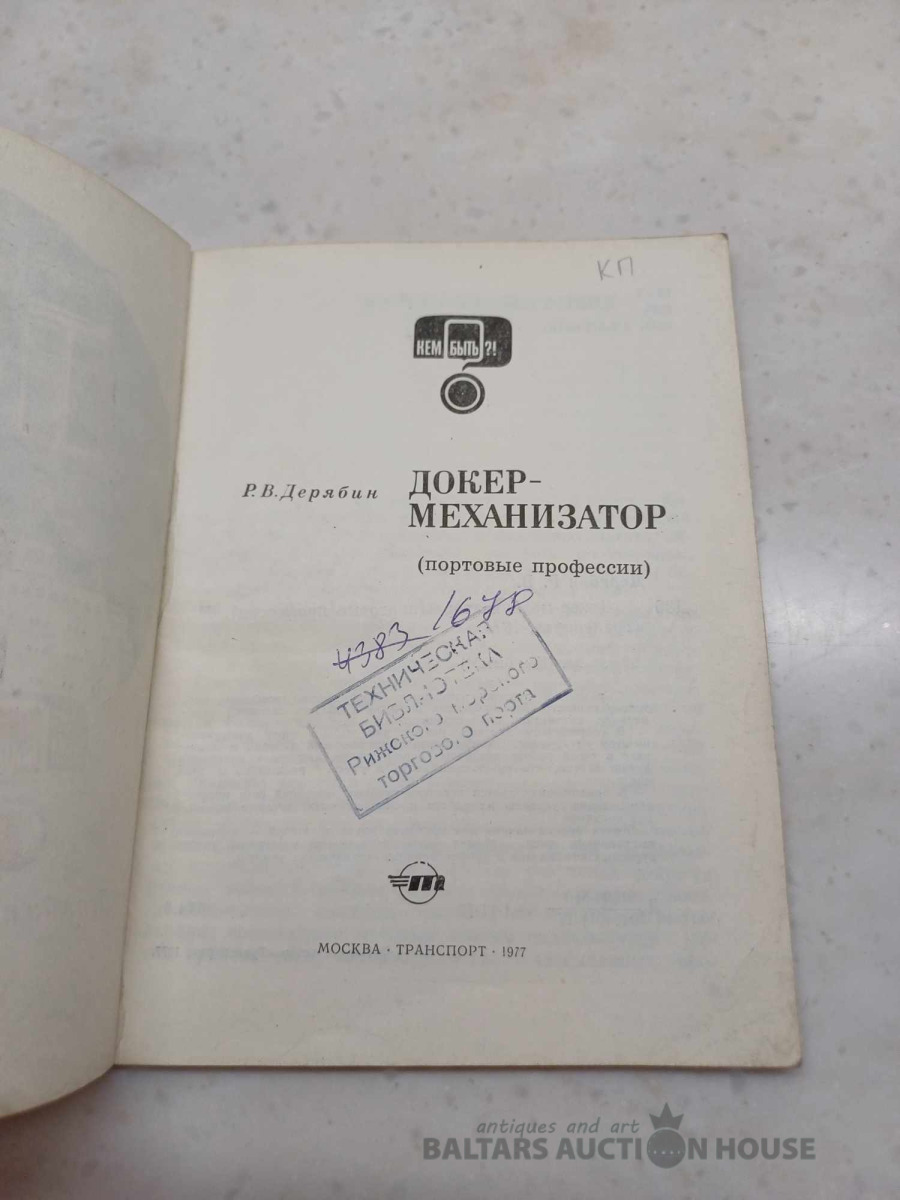 КП
КЕМ БЫТЬ?!
Р. В. Дерябин
ДОКЕР-
МЕХАНИЗАТОР
(портовые профессии)
4383 1678
ТЕХНИЧЕСКАЯ
БИБЛИОТЕКА
Рижского морского
торгового порта
МОСКВА · ТРАНСПОРТ · 1977
antiques and art
BALTARS AUCTION HOUSE